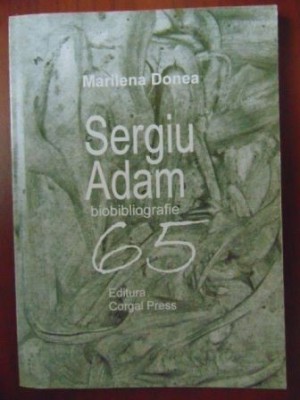 Marilena Donea
Sergiu
Adam
biobibliografie
65
Editura
Corgal Press